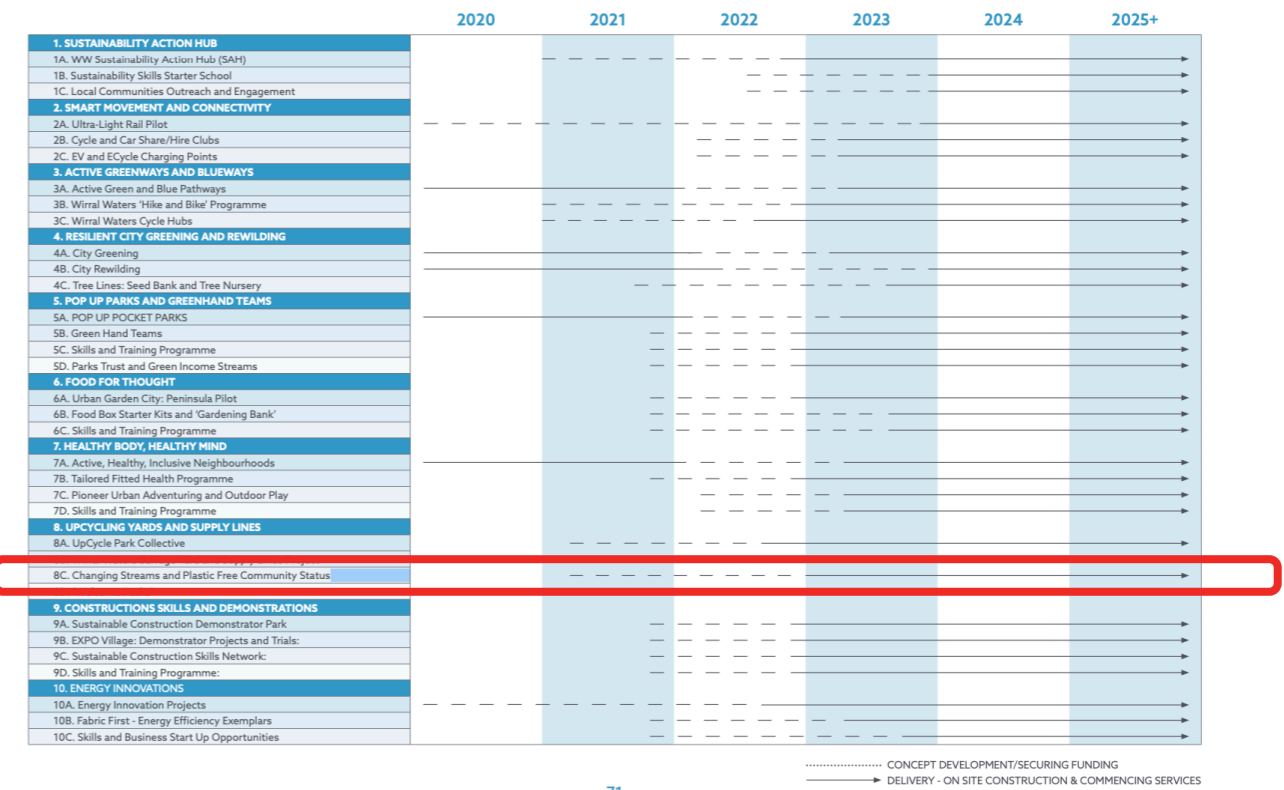 2020 2021 2022 2023 2024 2025+
1. SUSTAINABILITY ACTION HUB
1A. WW Sustainability Action Hub (SAH)
1B. Sustainability Skills Starter School
1C. Local Communities Outreach and Engagement
2. SMART MOVEMENT AND CONNECTIVITY
2A. Ultra-Light Rail Pilot
2B. Cycle and Car Share/Hire Clubs
2C. EV and ECycle Charging Points
3. ACTIVE GREENWAYS AND BLUEWAYS
3A. Active Green and Blue Pathways
3B. Wirral Waters 'Hike and Bike' Programme
3C. Wirral Waters Cycle Hubs
4. RESILIENT CITY GREENING AND REWILDING
4A. City Greening
4B. City Rewilding
4C. Tree Lines: Seed Bank and Tree Nursery
5. POP UP PARKS AND GREENHAND TEAMS
5A. POP UP POCKET PARKS
5B. Green Hand Teams
5C. Skills and Training Programme
5D. Parks Trust and Green Income Streams
6. FOOD FOR THOUGHT
6A. Urban Garden City: Peninsula Pilot
6B. Food Box Starter Kits and 'Gardening Bank'
6C. Skills and Training Programme
7. HEALTHY BODY, HEALTHY MIND
7A. Active, Healthy, Inclusive Neighbourhoods
7B. Tailored Fitted Health Programme
7C. Pioneer Urban Adventuring and Outdoor Play
7D. Skills and Training Programme
8. UPCYCLING YARDS AND SUPPLY LINES
8A. UpCycle Park Collective
8C. Changing Streams and Plastic Free Community Status
9. CONSTRUCTIONS SKILLS AND DEMONSTRATIONS
9A. Sustainable Construction Demonstrator Park
9B. EXPO Village: Demonstrator Projects and Trials:
9C. Sustainable Construction Skills Network:
9D. Skills and Training Programme:
10. ENERGY INNOVATIONS
10A. Energy Innovation Projects
10B. Fabric First - Energy Efficiency Exemplars
10C. Skills and Business Start Up Opportunities
CONCEPT DEVELOPMENT/SECURING FUNDING
DELIVERY - ON SITE CONSTRUCTION & COMMENCING SERVICES
71